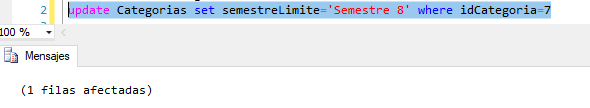 2 update Categorias set semestreLimite='Semestre 8' where idCategoria=7
100 %
Mensajes
(1 filas afectadas)